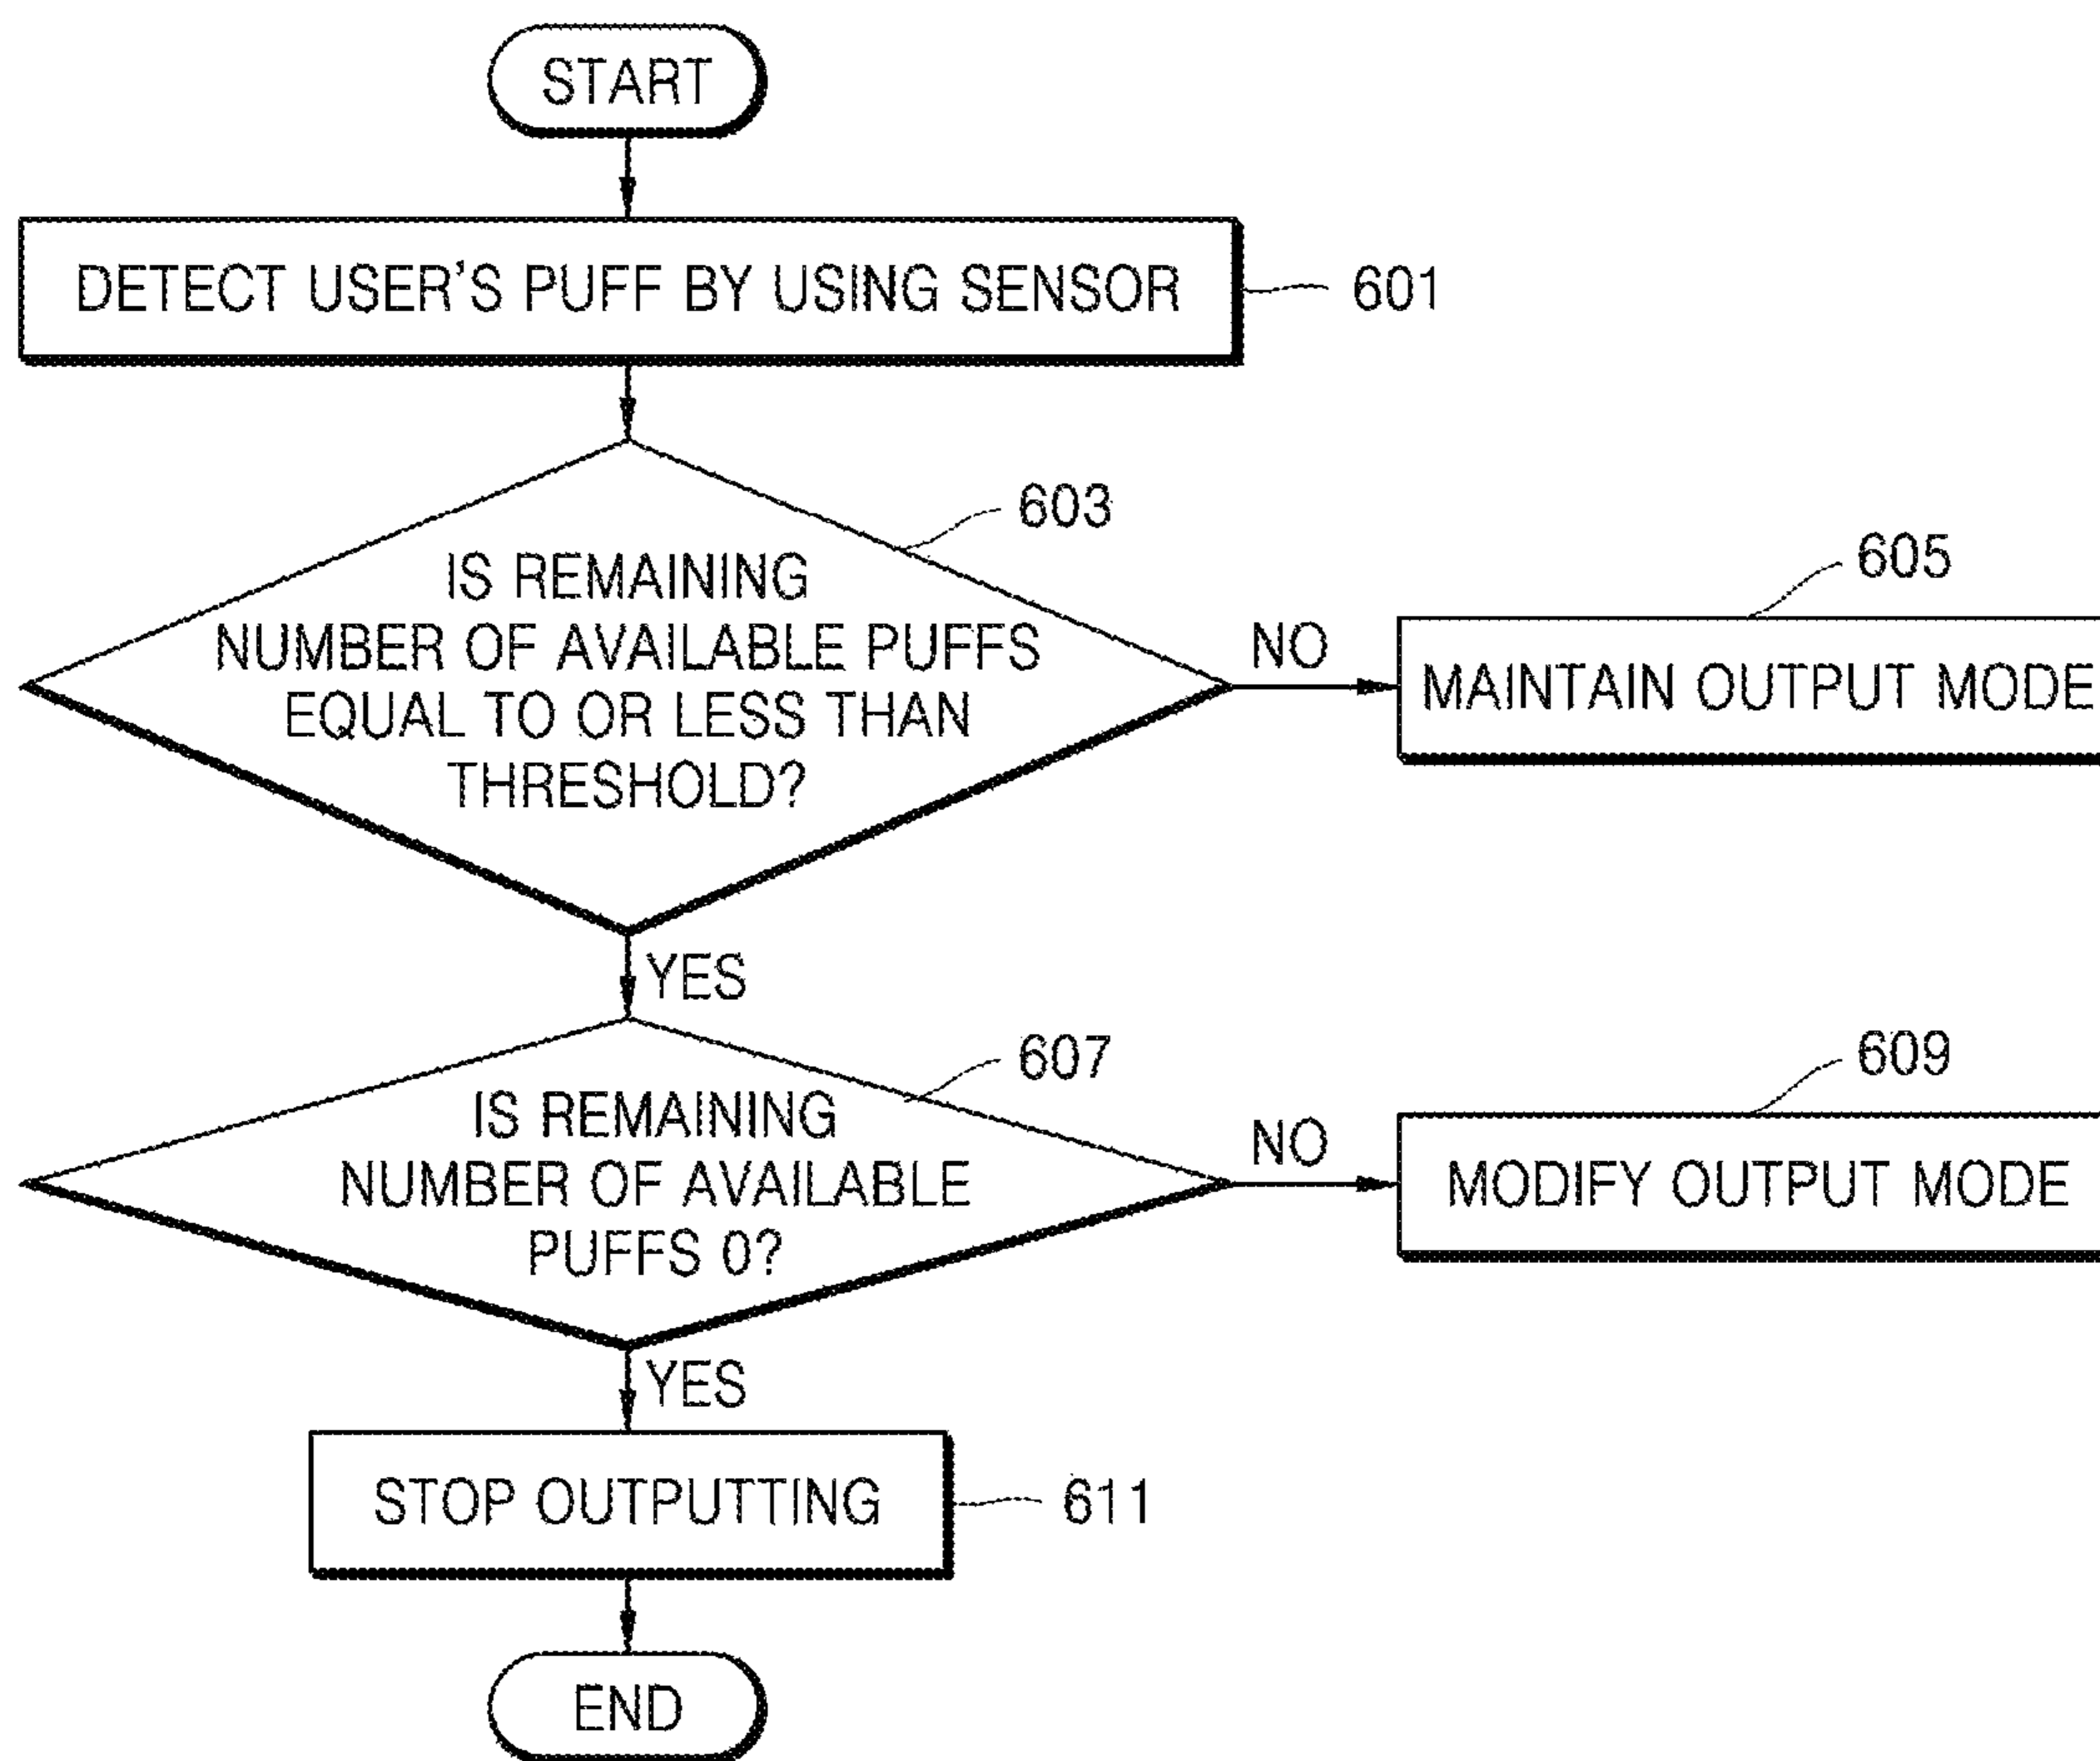 START
DETECT USER'S PUFF BY USING SENSOR
601
603
IS REMAINING
NUMBER OF AVAILABLE PUFFS
EQUAL TO OR LESS THAN
THRESHOLD?
NO
605
MAINTAIN OUTPUT MODE
YES
607
IS REMAINING
NUMBER OF AVAILABLE
PUFFS 0?
NO
609
MODIFY OUTPUT MODE
YES
STOP OUTPUTTING
611
END